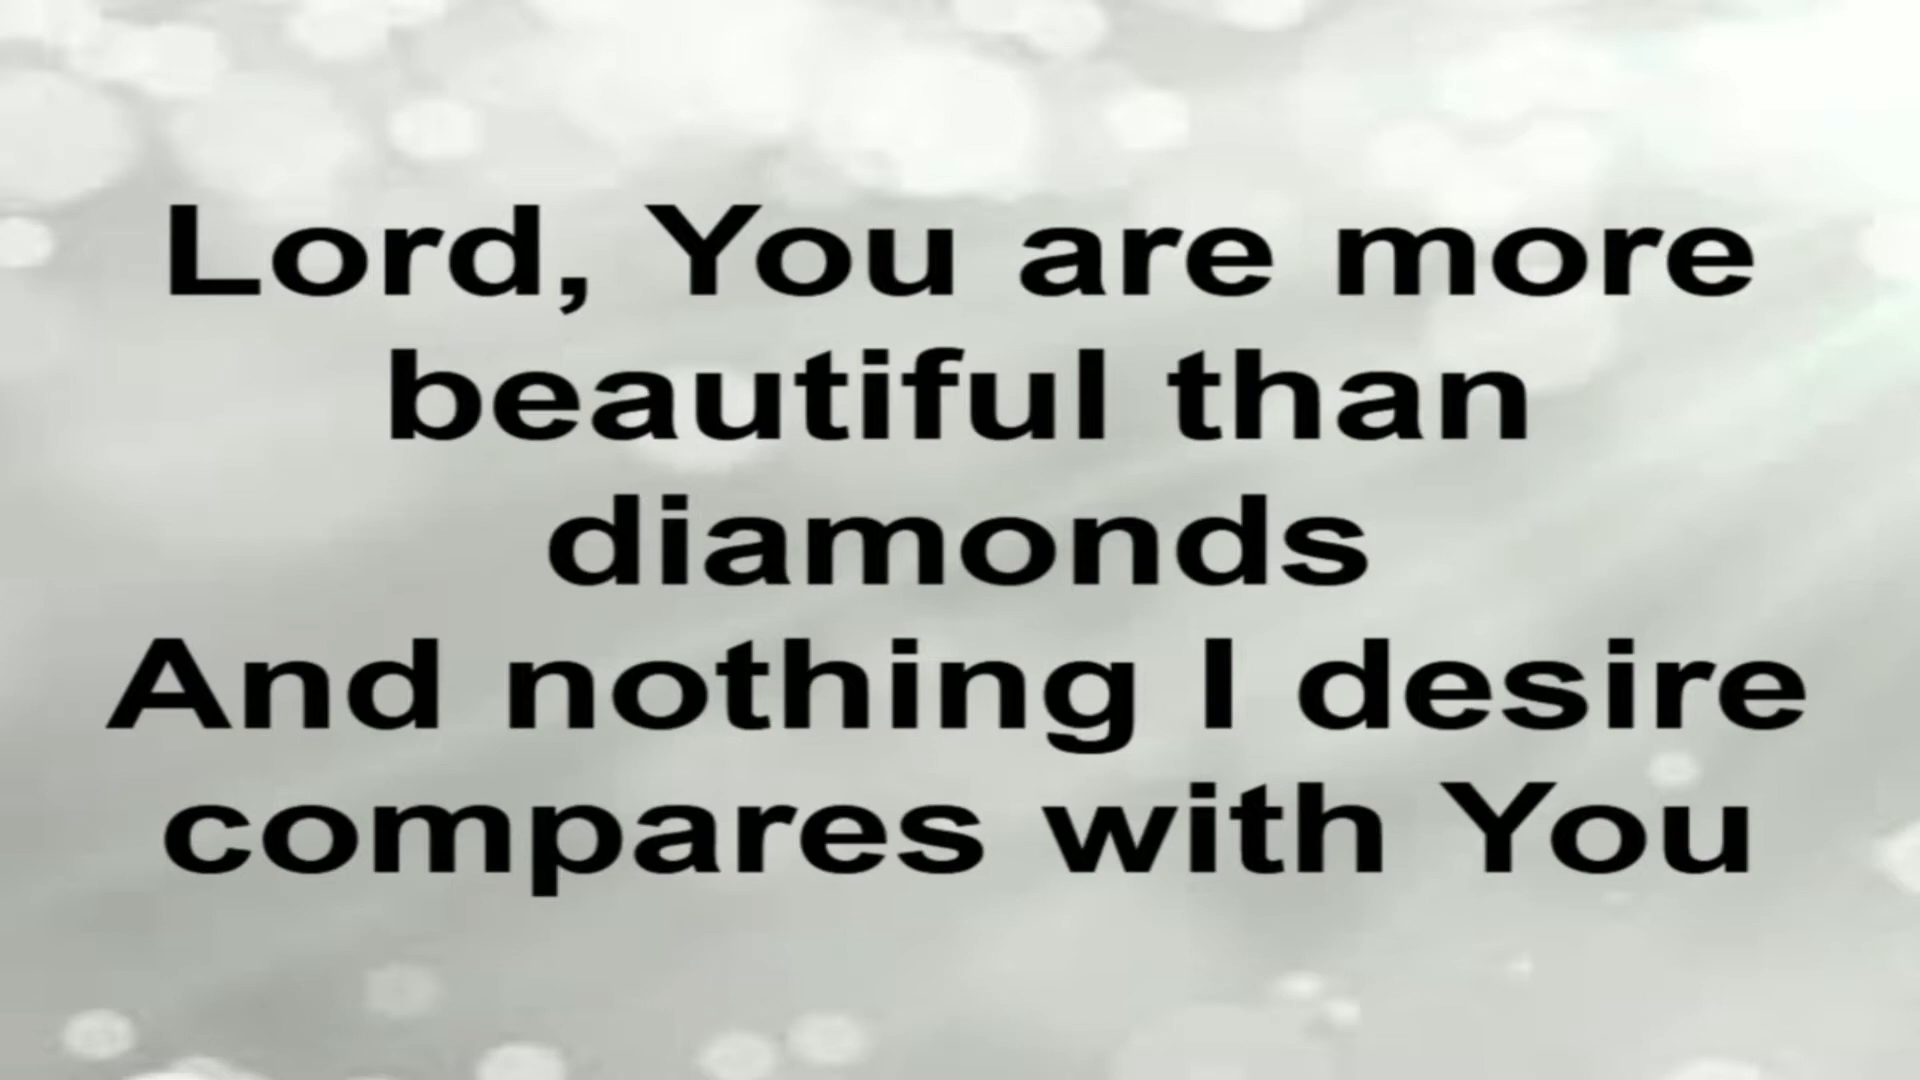 Lord, You are more
beautiful than
diamonds
And nothing I desire
compares with You